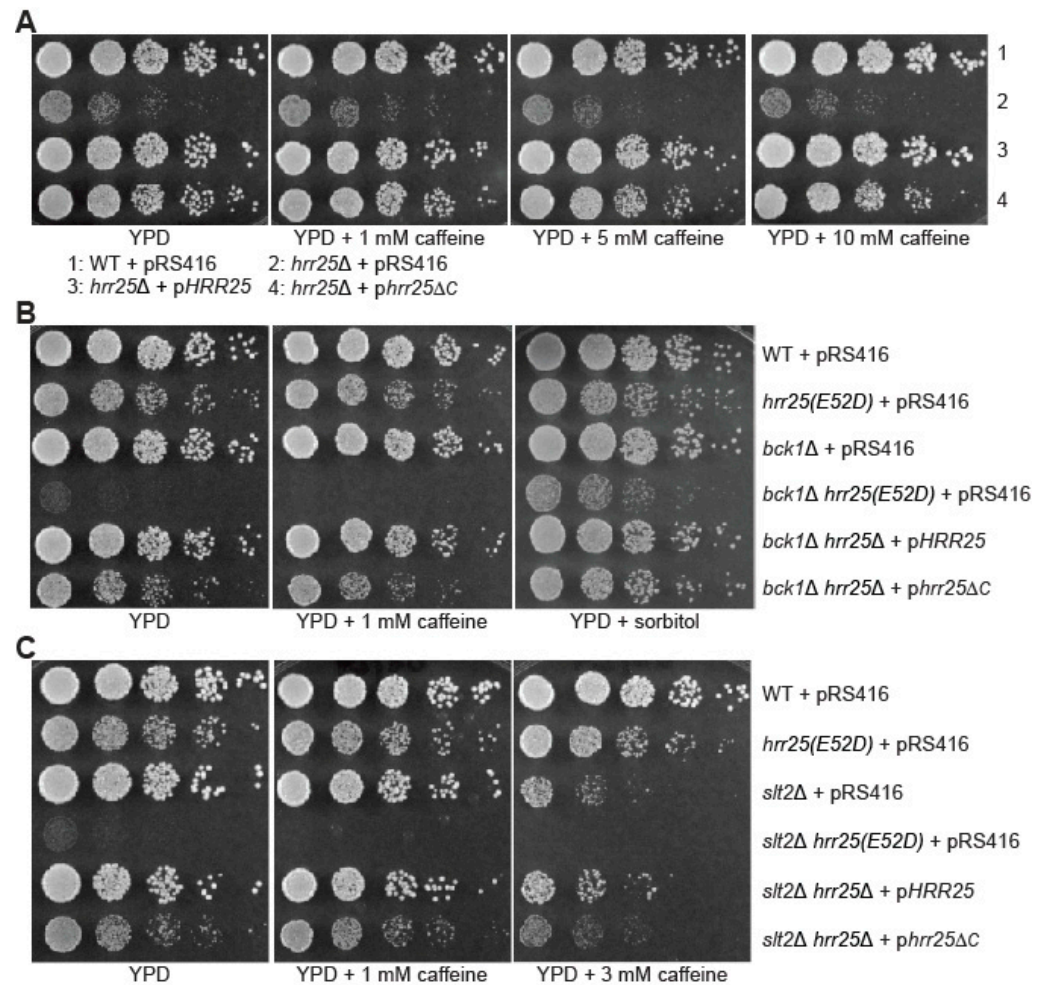 A
1
2
3
4
YPD YPD + 1 mM caffeine YPD + 5 mM caffeine YPD + 10 mM caffeine
1: WT + pRS416 2: hrr25Δ + pRS416
3: hrr25Δ + pHRR25 4: hrr25Δ + phrr25ΔC
B
WT + pRS416
hrr25(E52D) + pRS416
bck1Δ + pRS416
bck1Δ hrr25(E52D) + pRS416
bck1Δ hrr25Δ + pHRR25
bck1Δ hrr25Δ + phrr25ΔC
YPD YPD + 1 mM caffeine YPD + sorbitol
C
WT + pRS416
hrr25(E52D) + pRS416
slt2Δ + pRS416
slt2Δ hrr25(E52D) + pRS416
slt2Δ hrr25Δ + pHRR25
slt2Δ hrr25Δ + phrr25ΔC
YPD YPD + 1 mM caffeine YPD + 3 mM caffeine